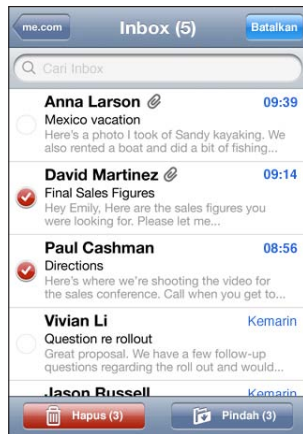 me.com
Inbox (5)
Batalkan
Cari Inbox
Anna Larson
09:39
Mexico vacation
Here's a photo I took of Sandy kayaking. We
also rented a boat and did a bit of fishing...
David Martinez
09:14
Final Sales Figures
Hey Emily, Here are the sales figures you
were looking for. Please let me...
Paul Cashman
08:56
Directions
Here's where we're shooting the video for
the sales conference. Call when you get to...
Vivian Li
Kemarin
Question re rollout
Great proposal. We have a few follow-up
questions regarding the roll out and would...
Jason Russell
Kemarin
Hapus (3)
Pindah (3)